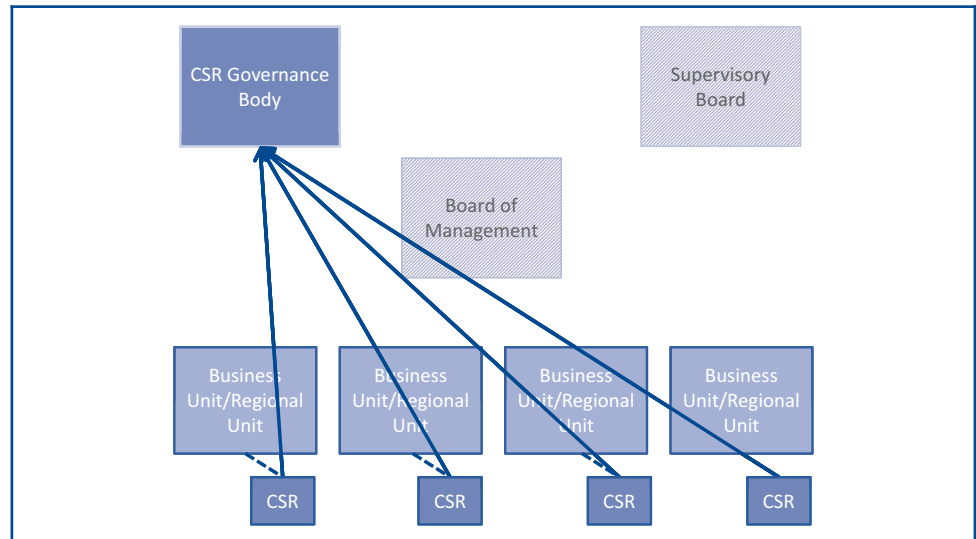 CSR Governance
Body
Supervisory
Board
Board of
Management
Business
Unit/Regional
Unit
Business
Unit/Regional
Unit
Business
Unit/Regional
Unit
Business
Unit/Regional
Unit
CSR
CSR
CSR
CSR